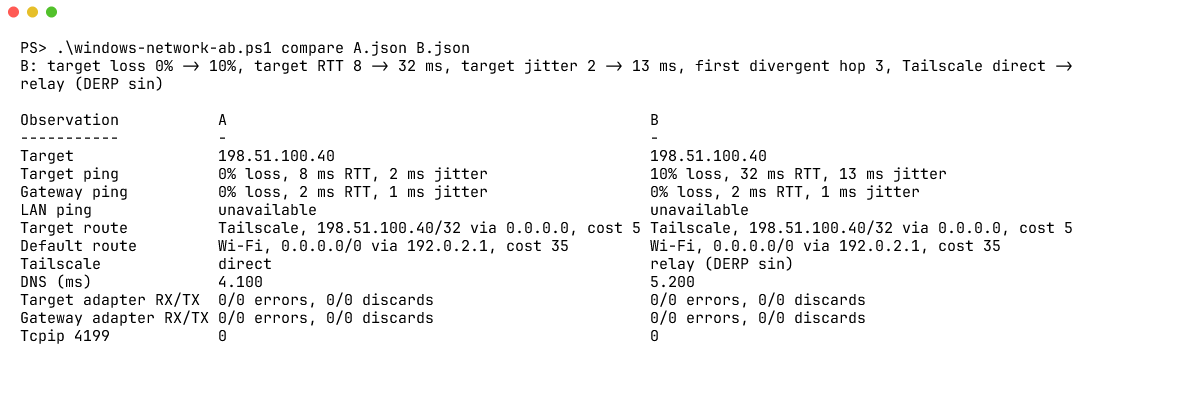 PS> .\windows-network-ab.ps1 compare A.json B.json
B: target loss 0% → 10%, target RTT 8 → 32 ms, target jitter 2 → 13 ms, first divergent hop 3, Tailscale direct →
relay (DERP sin)
Observation           A                                               B
-----------           -                                               -
Target                198.51.100.40                                   198.51.100.40
Target ping           0% loss, 8 ms RTT, 2 ms jitter                  10% loss, 32 ms RTT, 13 ms jitter
Gateway ping          0% loss, 2 ms RTT, 1 ms jitter                  0% loss, 2 ms RTT, 1 ms jitter
LAN ping              unavailable                                     unavailable
Target route          Tailscale, 198.51.100.40/32 via 0.0.0.0, cost 5 Tailscale, 198.51.100.40/32 via 0.0.0.0, cost 5
Default route         Wi-Fi, 0.0.0.0/0 via 192.0.2.1, cost 35         Wi-Fi, 0.0.0.0/0 via 192.0.2.1, cost 35
Tailscale             direct                                          relay (DERP sin)
DNS (ms)              4.100                                           5.200
Target adapter RX/TX  0/0 errors, 0/0 discards                        0/0 errors, 0/0 discards
Gateway adapter RX/TX 0/0 errors, 0/0 discards                        0/0 errors, 0/0 discards
Tcpip 4199            0                                               0